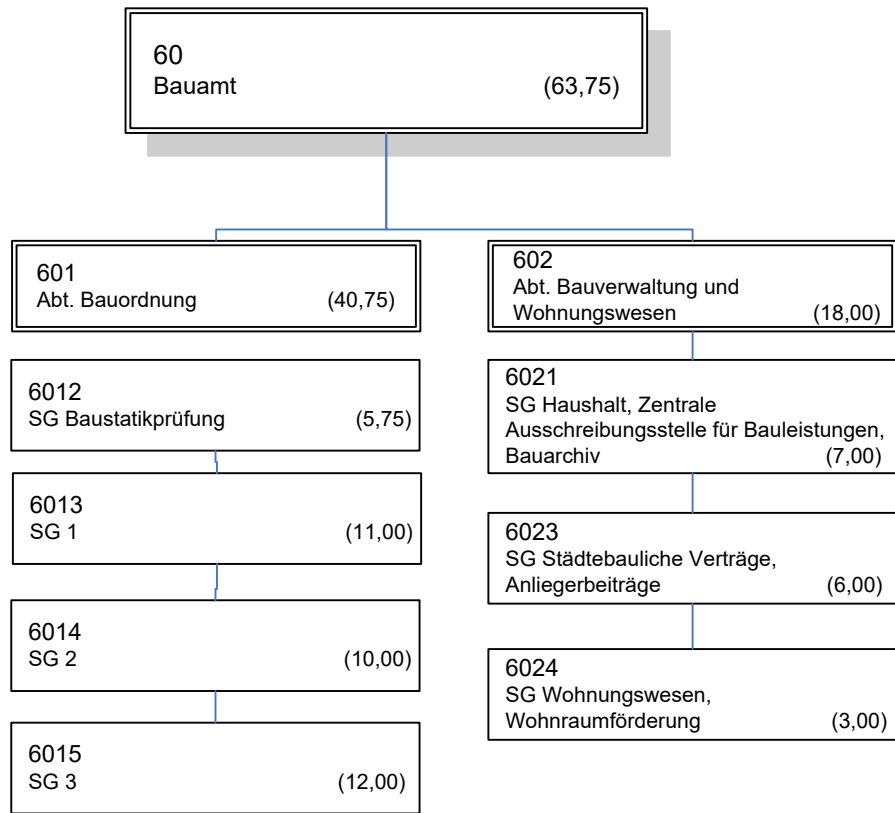 60
Bauamt (63,75)
601
Abt. Bauordnung (40,75)
6012
SG Baustatikprüfung (5,75)
6013
SG 1 (11,00)
6014
SG 2 (10,00)
6015
SG 3 (12,00)
602
Abt. Bauverwaltung und
Wohnungswesen (18,00)
6021
SG Haushalt, Zentrale
Ausschreibungsstelle für Bauleistungen,
Bauarchiv (7,00)
6023
SG Städtebauliche Verträge,
Anliegerbeiträge (6,00)
6024
SG Wohnungswesen,
Wohnraumförderung (3,00)